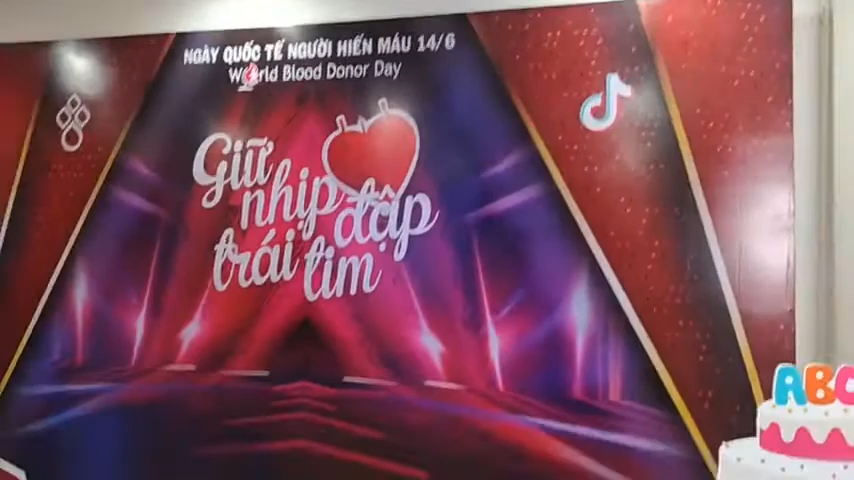 NGÀY QUỐC TẾ NGƯỜI HIẾN MÁU 14/6
World Blood Donor Day
Giữ
nhịp đập
trái tim
ABC